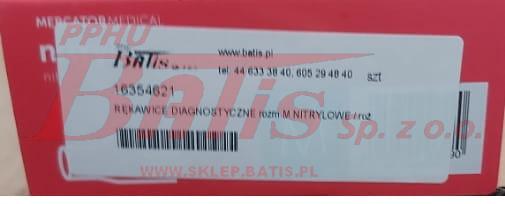 MERCATOR MEDICAL
PPHU
Batis
www.batis.pl
tel. 44 633 38 40, 605 29 48 40 szt
16354621
RĘKAWICE DIAGNOSTYCZNE rozm M NITRYLOWE / roż
Batis Sp. z o.o.
WWW.SKLEP.BATIS.PL